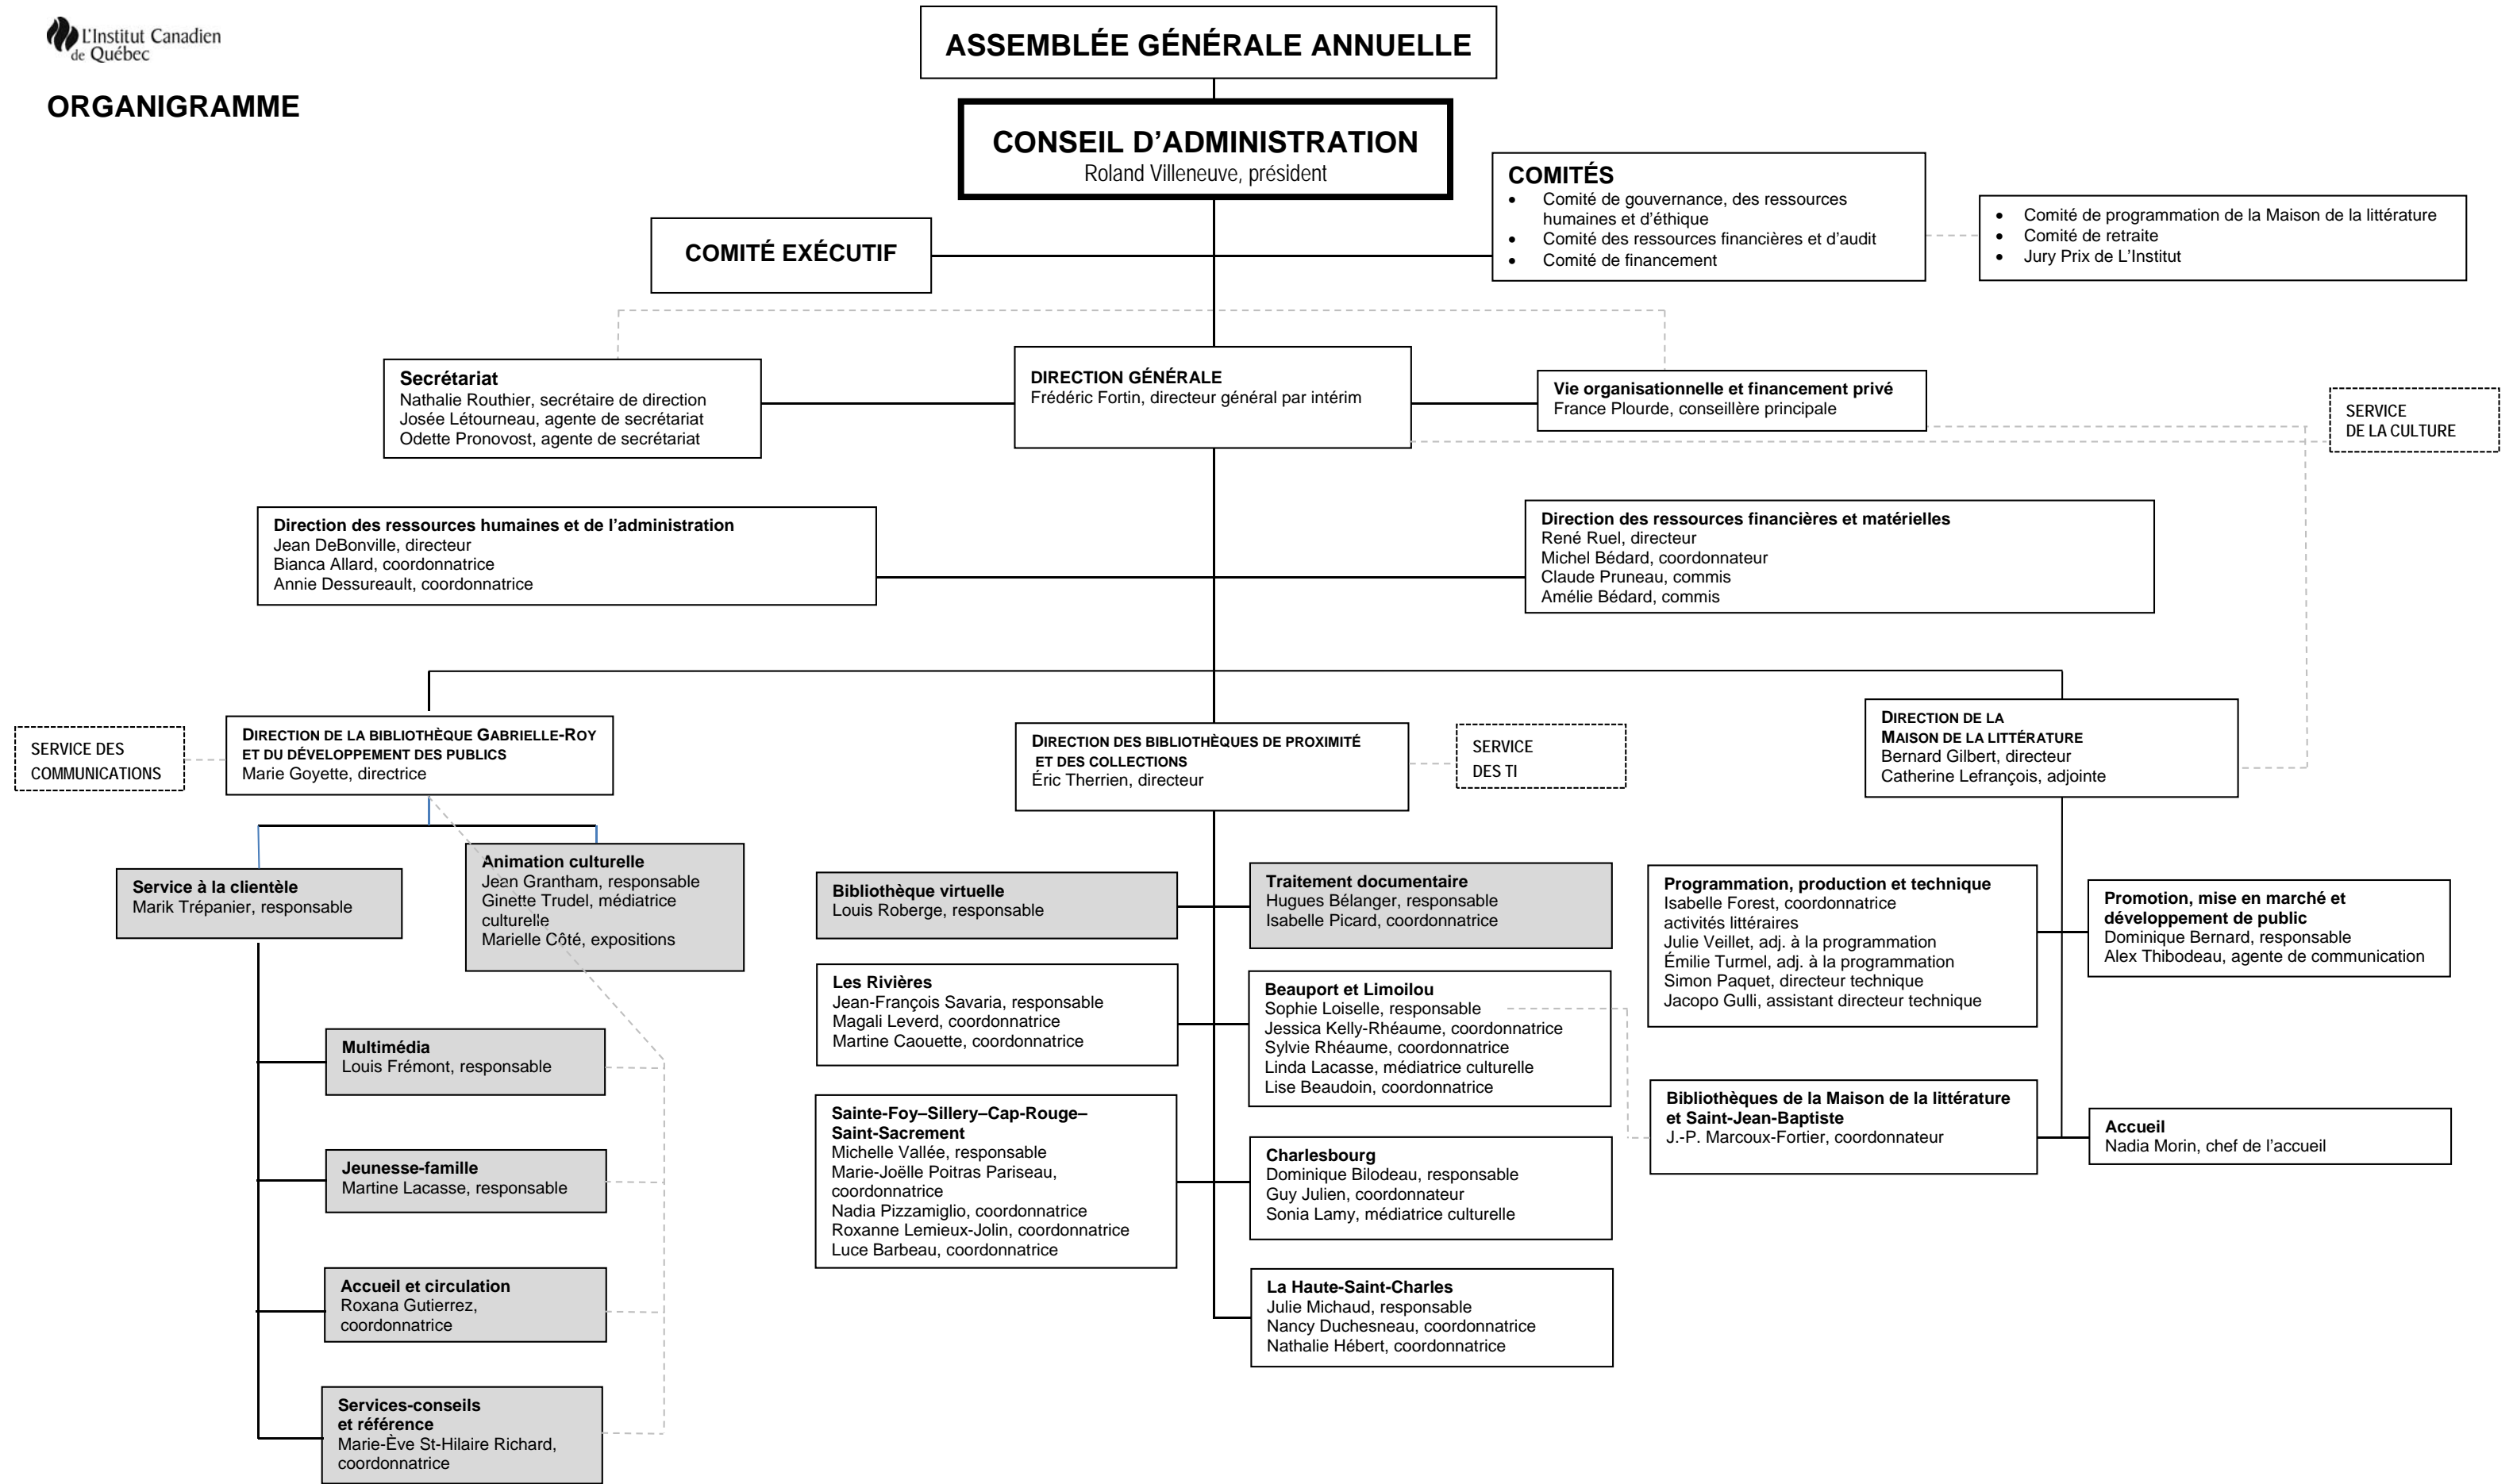 L'Institut Canadien
de Québec
ORGANIGRAMME
ASSEMBLÉE GÉNÉRALE ANNUELLE
CONSEIL D’ADMINISTRATION
Roland Villeneuve, président
COMITÉ EXÉCUTIF
COMITÉS
• Comité de gouvernance, des ressources
humaines et d’éthique
• Comité des ressources financières et d’audit
• Comité de financement
• Comité de programmation de la Maison de la littérature
• Comité de retraite
• Jury Prix de L’Institut
Secrétariat
Nathalie Routhier, secrétaire de direction
Josée Létourneau, agente de secrétariat
Odette Pronovost, agente de secrétariat
DIRECTION GÉNÉRALE
Frédéric Fortin, directeur général par intérim
Vie organisationnelle et financement privé
France Plourde, conseillère principale
SERVICE
DE LA CULTURE
Direction des ressources humaines et de l’administration
Jean DeBonville, directeur
Bianca Allard, coordonnatrice
Annie Dessureault, coordonnatrice
Direction des ressources financières et matérielles
René Ruel, directeur
Michel Bédard, coordonnateur
Claude Pruneau, commis
Amélie Bédard, commis
SERVICE DES
COMMUNICATIONS
DIRECTION DE LA BIBLIOTHÈQUE GABRIELLE-ROY
ET DU DÉVELOPPEMENT DES PUBLICS
Marie Goyette, directrice
DIRECTION DES BIBLIOTHÈQUES DE PROXIMITÉ
ET DES COLLECTIONS
Éric Therrien, directeur
SERVICE
DES TI
DIRECTION DE LA
MAISON DE LA LITTÉRATURE
Bernard Gilbert, directeur
Catherine Lefrançois, adjointe
Service à la clientèle
Marik Trépanier, responsable
Animation culturelle
Jean Grantham, responsable
Ginette Trudel, médiatrice
culturelle
Marielle Côté, expositions
Multimédia
Louis Frémont, responsable
Jeunesse-famille
Martine Lacasse, responsable
Accueil et circulation
Roxana Gutierrez,
coordonnatrice
Services-conseils
et référence
Marie-Ève St-Hilaire Richard,
coordonnatrice
Bibliothèque virtuelle
Louis Roberge, responsable
Traitement documentaire
Hugues Bélanger, responsable
Isabelle Picard, coordonnatrice
Les Rivières
Jean-François Savaria, responsable
Magali Leverd, coordonnatrice
Martine Caouette, coordonnatrice
Beauport et Limoilou
Sophie Loiselle, responsable
Jessica Kelly-Rhéaume, coordonnatrice
Sylvie Rhéaume, coordonnatrice
Linda Lacasse, médiatrice culturelle
Lise Beaudoin, coordonnatrice
Sainte-Foy–Sillery–Cap-Rouge–
Saint-Sacrement
Michelle Vallée, responsable
Marie-Joëlle Poitras Pariseau,
coordonnatrice
Nadia Pizzamiglio, coordonnatrice
Roxanne Lemieux-Jolin, coordonnatrice
Luce Barbeau, coordonnatrice
Charlesbourg
Dominique Bilodeau, responsable
Guy Julien, coordonnateur
Sonia Lamy, médiatrice culturelle
La Haute-Saint-Charles
Julie Michaud, responsable
Nancy Duchesneau, coordonnatrice
Nathalie Hébert, coordonnatrice
Programmation, production et technique
Isabelle Forest, coordonnatrice
activités littéraires
Julie Veillet, adj. à la programmation
Émilie Turmel, adj. à la programmation
Simon Paquet, directeur technique
Jacopo Gulli, assistant directeur technique
Promotion, mise en marché et
développement de public
Dominique Bernard, responsable
Alex Thibodeau, agente de communication
Bibliothèques de la Maison de la littérature
et Saint-Jean-Baptiste
J.-P. Marcoux-Fortier, coordonnateur
Accueil
Nadia Morin, chef de l’accueil